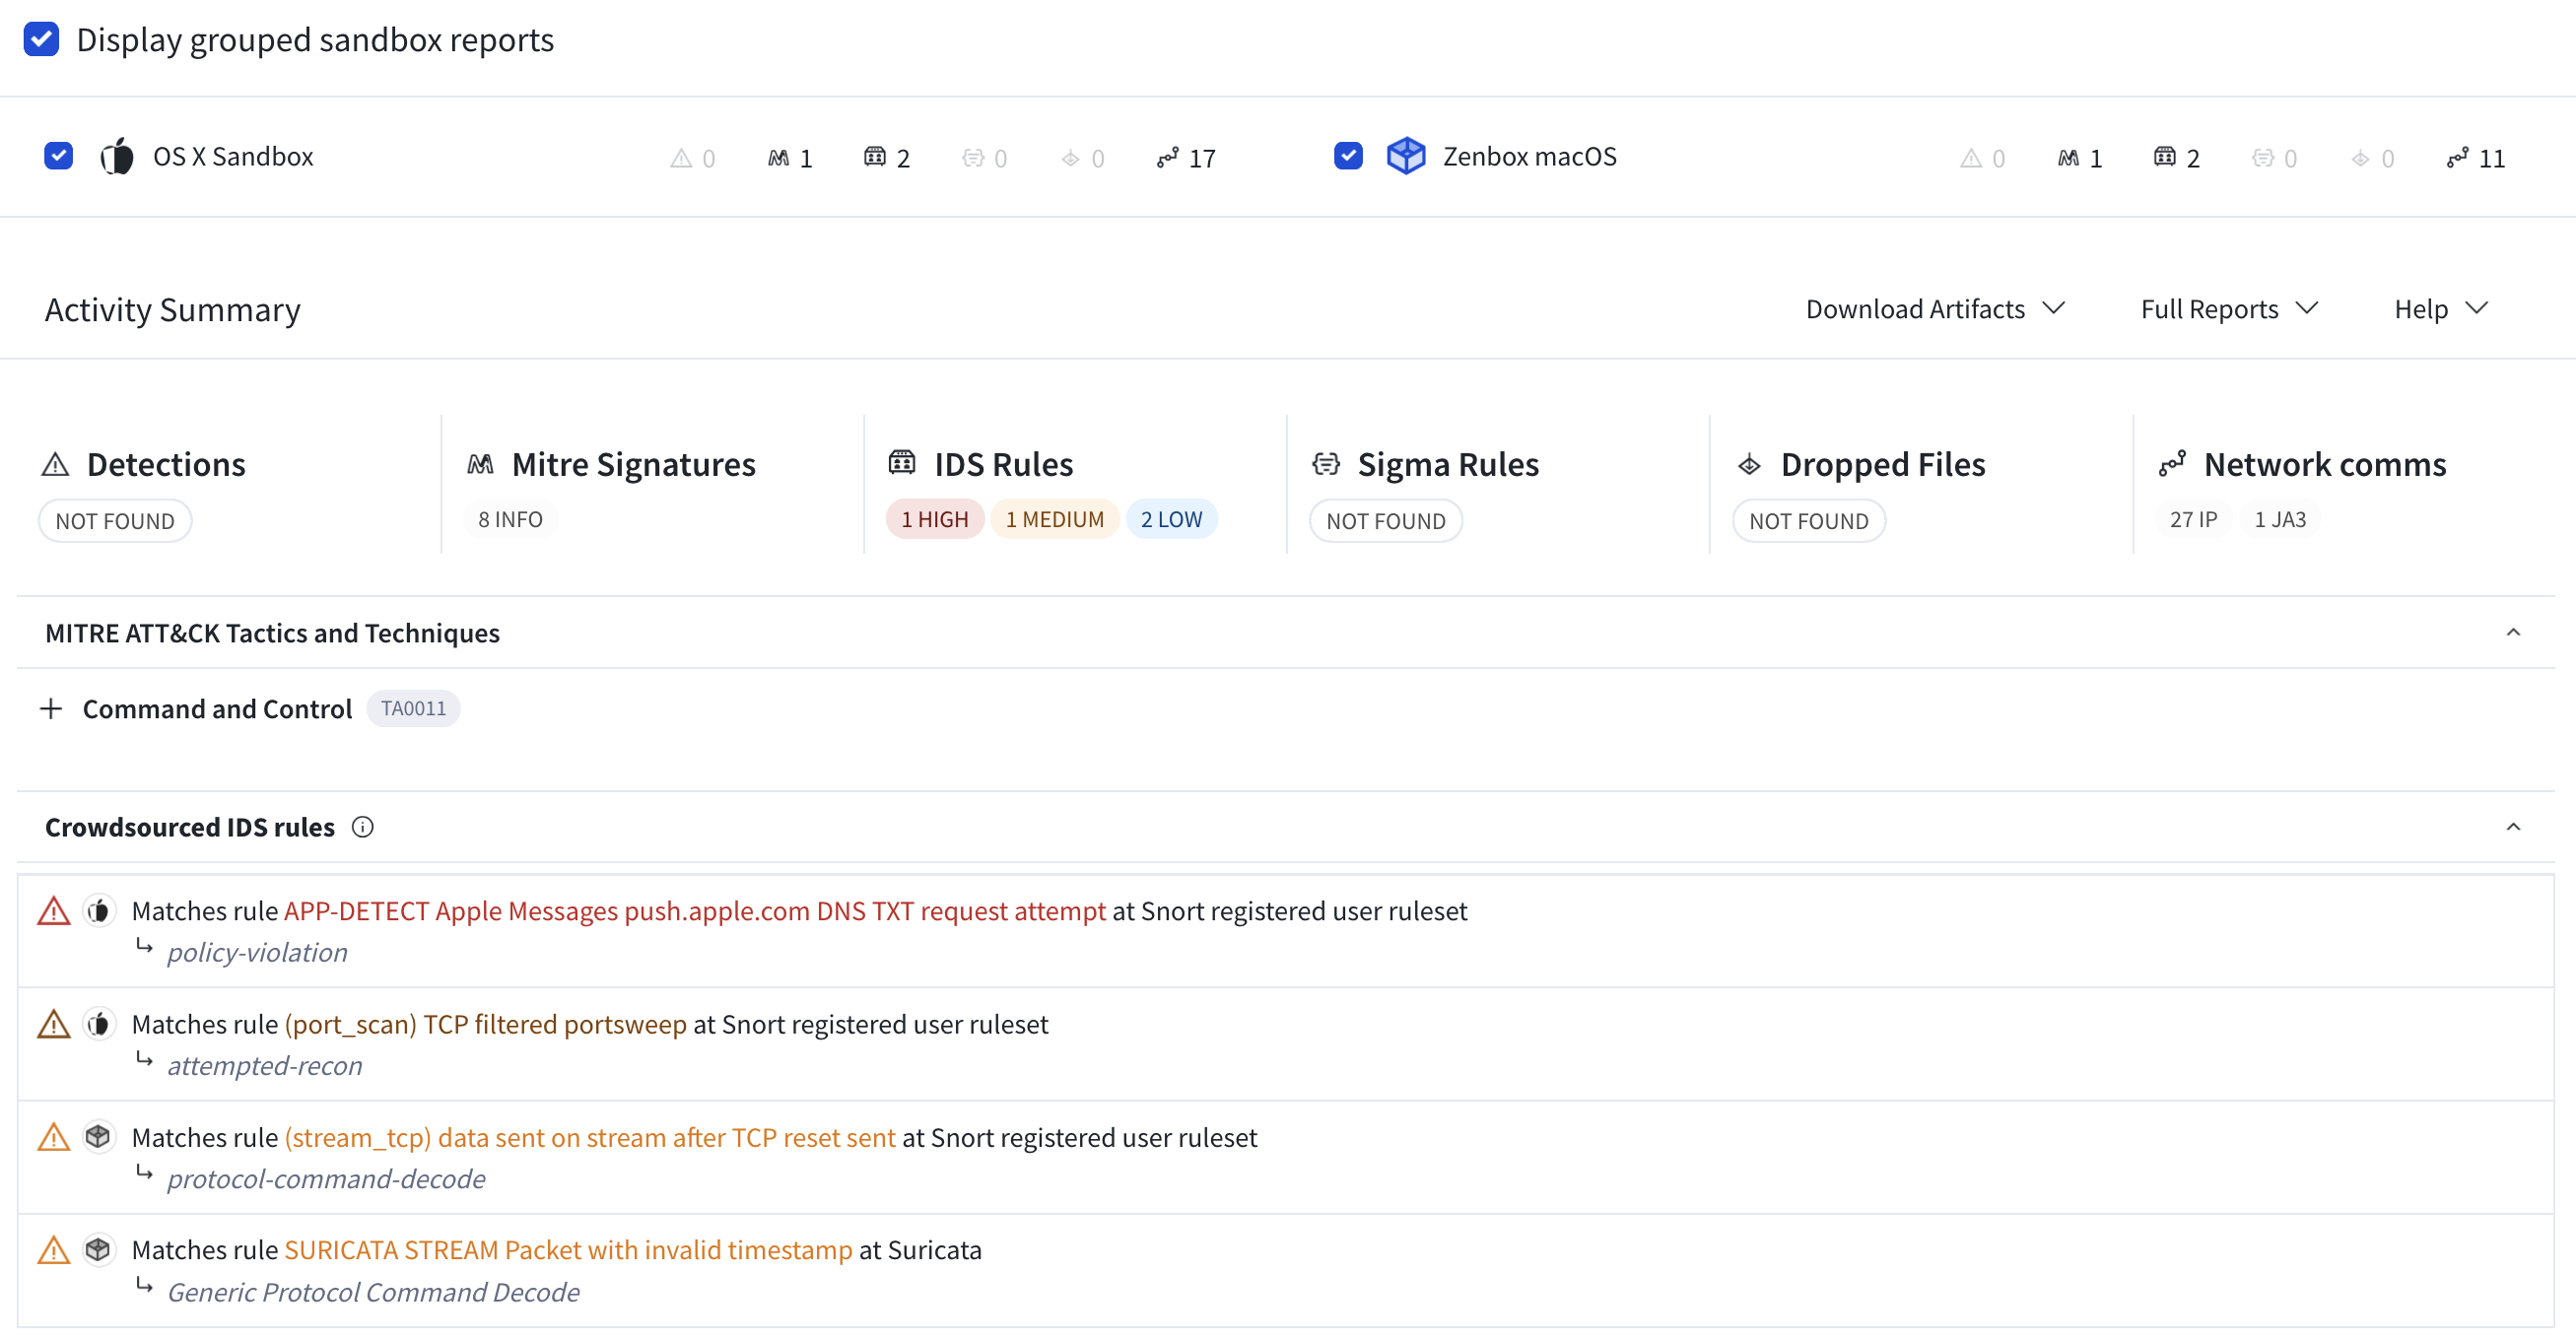 Display grouped sandbox reports
OS X Sandbox 0 1 2 0 0 17 Zenbox macOS 0 1 2 0 0 11
Activity Summary Download Artifacts Full Reports Help
Detections Mitre Signatures IDS Rules Sigma Rules Dropped Files Network comms
NOT FOUND 8 INFO 1 HIGH 1 MEDIUM 2 LOW NOT FOUND NOT FOUND 27 IP 1 JA3
MITRE ATT&CK Tactics and Techniques
Command and Control TA0011
Crowdsourced IDS rules
Matches rule APP-DETECT Apple Messages push.apple.com DNS TXT request attempt at Snort registered user ruleset
policy-violation
Matches rule (port_scan) TCP filtered portsweep at Snort registered user ruleset
attempted-recon
Matches rule (stream_tcp) data sent on stream after TCP reset sent at Snort registered user ruleset
protocol-command-decode
Matches rule SURICATA STREAM Packet with invalid timestamp at Suricata
Generic Protocol Command Decode